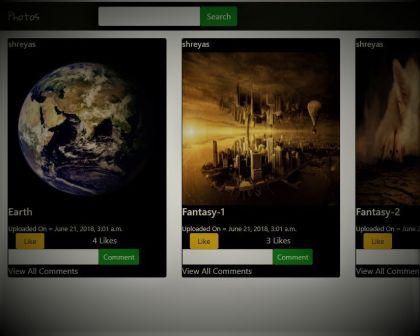 Photos
Search
shreyas
Earth
Uploaded On = June 21, 2018, 3:01 a.m.
Like 4 Likes
Comment
View All Comments
shreyas
Fantasy-1
Uploaded On = June 21, 2018, 3:01 a.m.
Like 3 Likes
Comment
View All Comments
shreyas
Fantasy-2
Uploaded On = June
Like
View All Comments